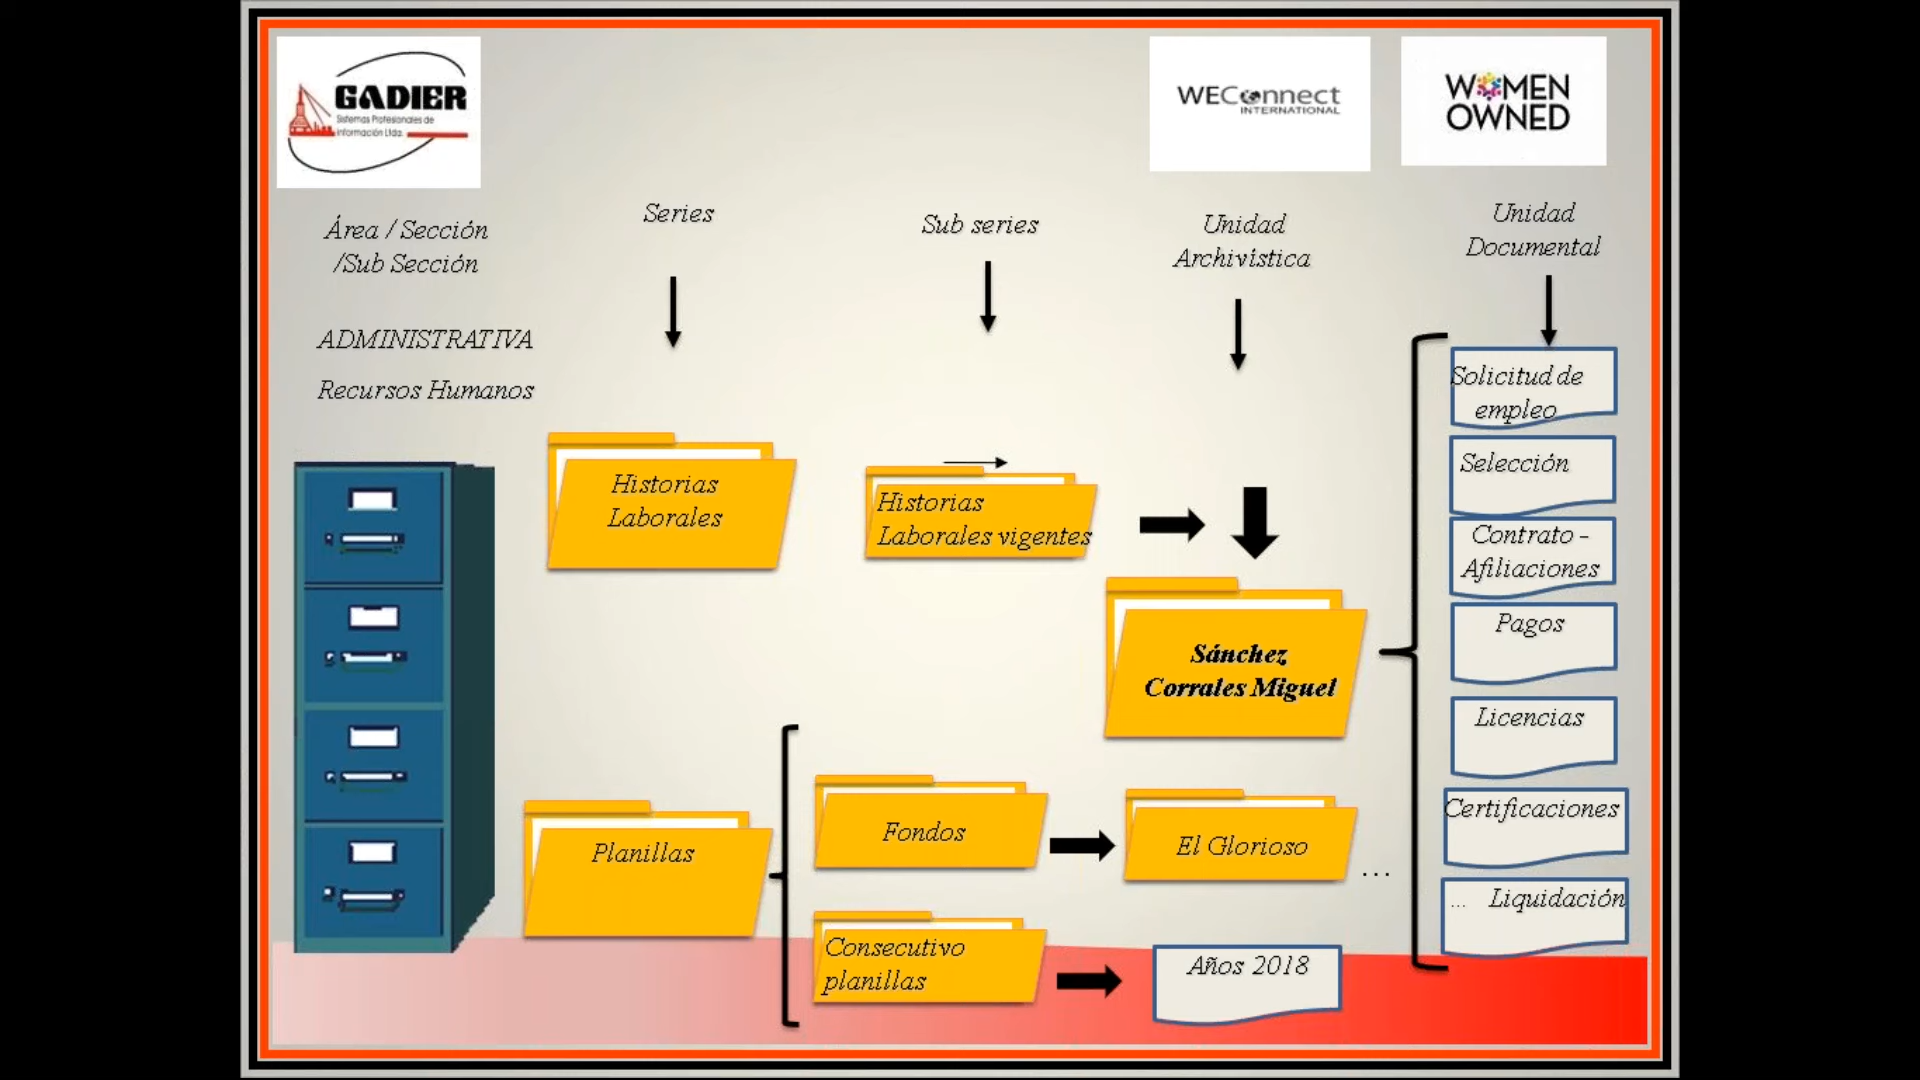 GADIER
Sistemas Profesionales de
Información Ltda.
WEConnect
INTERNATIONAL
WOMEN
OWNED
Área / Sección
/Sub Sección
Series
Sub series
Unidad
Archivística
Unidad
Documental
ADMINISTRATIVA
Recursos Humanos
Historias
Laborales
Historias
Laborales vigentes
Sánchez
Corrales Miguel
Solicitud de
empleo
Selección
Contrato -
Afiliaciones
Pagos
Licencias
Certificaciones
... Liquidación
Planillas
Fondos
El Glorioso
...
Consecutivo
planillas
Años 2018